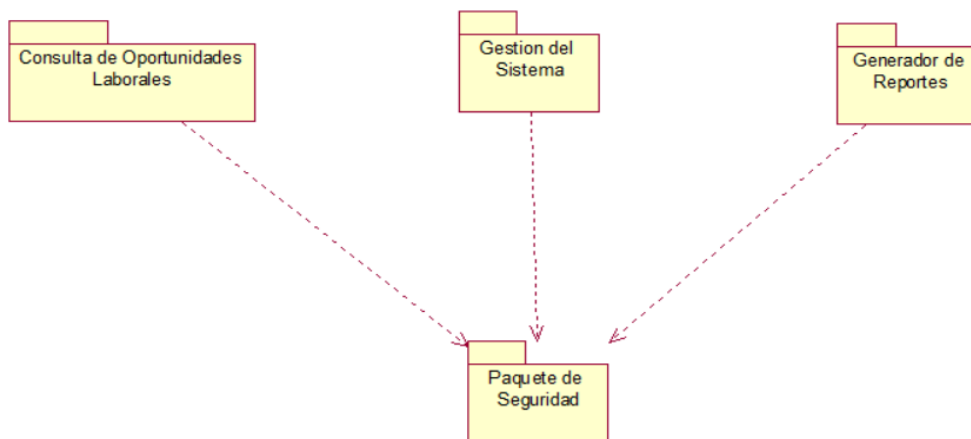 Consulta de Oportunidades
Laborales
Gestion del
Sistema
Generador de
Reportes
Paquete de
Seguridad